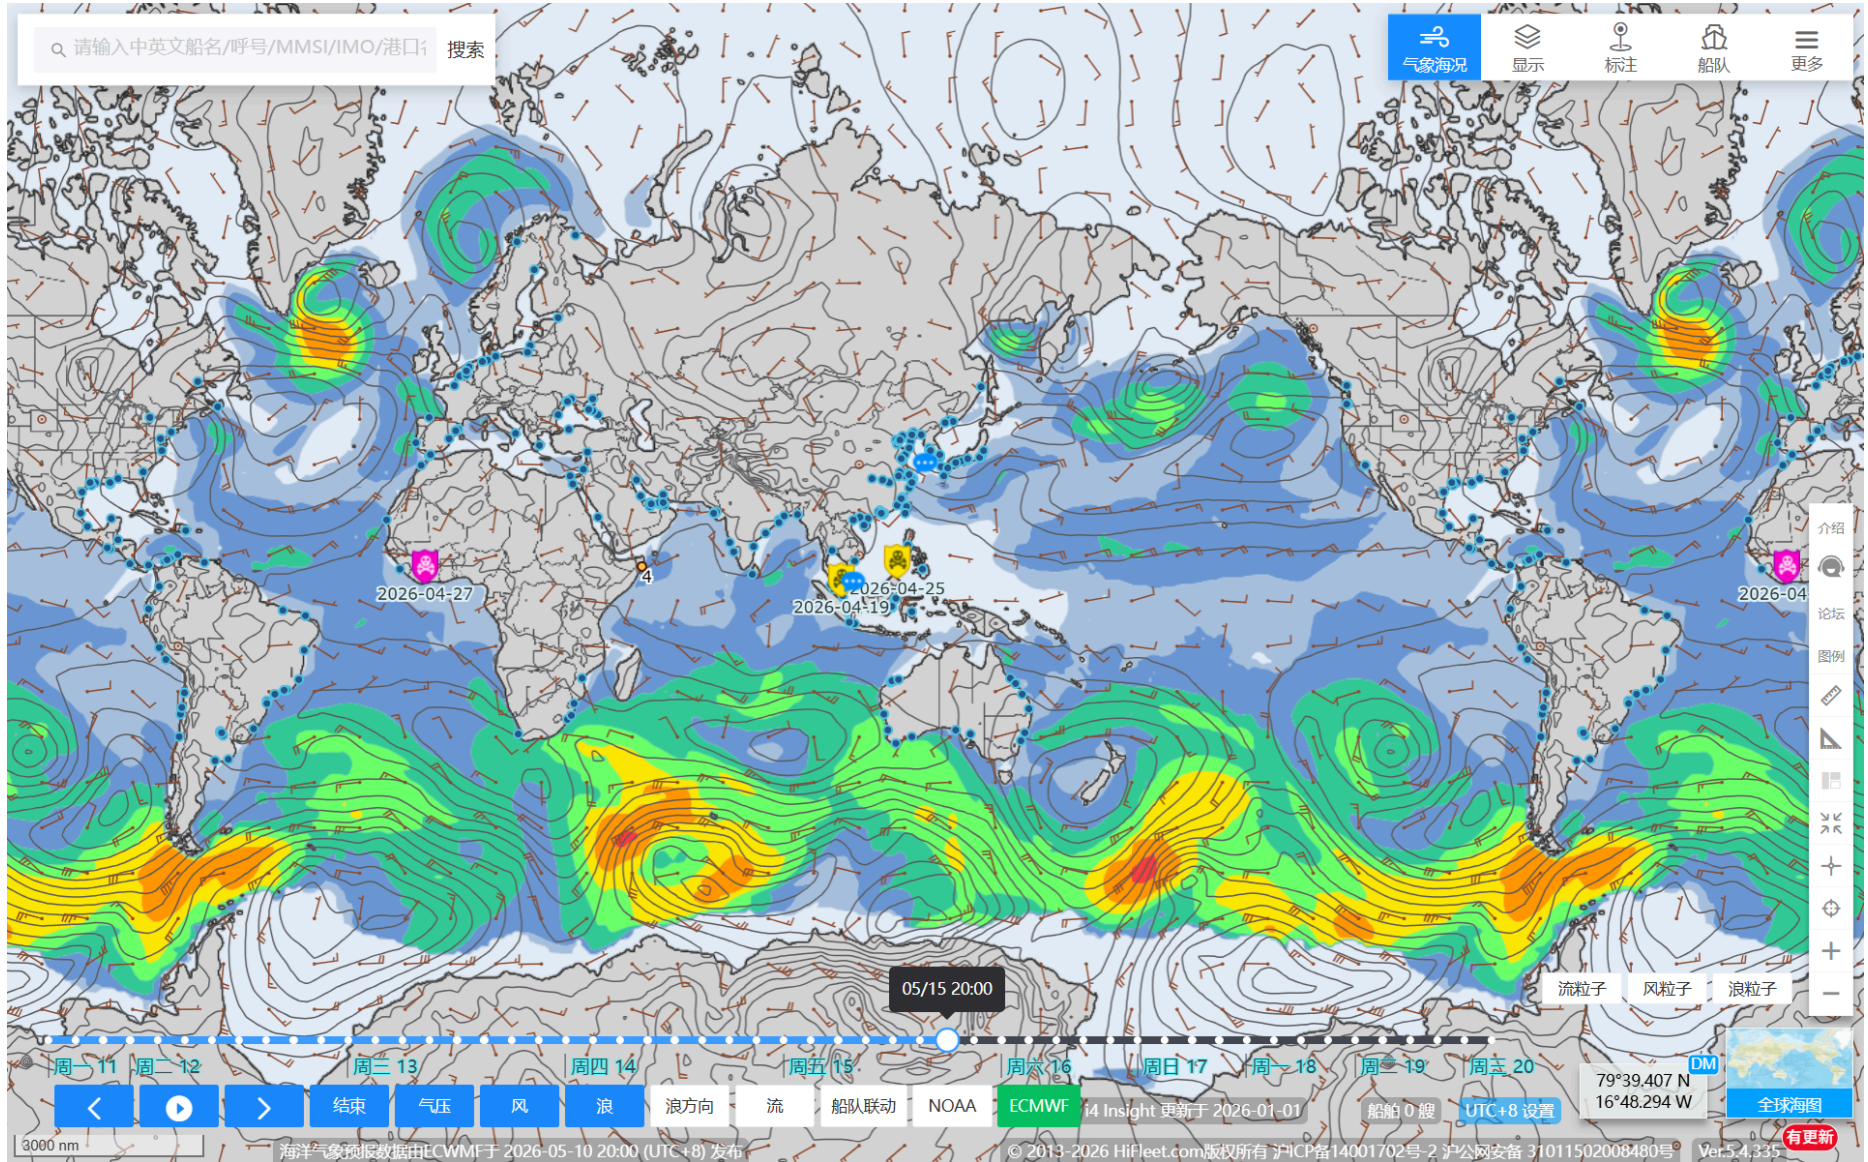 请输入中英文船名/呼号/MMSI/IMO/港口名
搜索
气象海况
显示
标注
船队
更多
介绍
论坛
图例
2026-04-27
4
2026-04-25
2026-04-19
2026-04
05/15 20:00
流粒子
风粒子
浪粒子
周一 11
周二 12
周三 13
周四 14
周五 15
周六 16
周日 17
周一 18
周二 19
周三 20
结束
气压
风
浪
浪方向
流
船队联动
NOAA
ECMWF
i4 Insight 更新于 2026-01-01
船舶 0 艘
UTC+8 设置
DM
79°39.407 N
16°48.294 W
全球海图
有更新
3000 nm
海洋气象预报数据由ECWMF于 2026-05-10 20:00 (UTC+8) 发布
© 2013-2026 HiFleet.com版权所有 沪ICP备14001702号-2 沪公网安备 31011502008480号
Ver.5.4.335